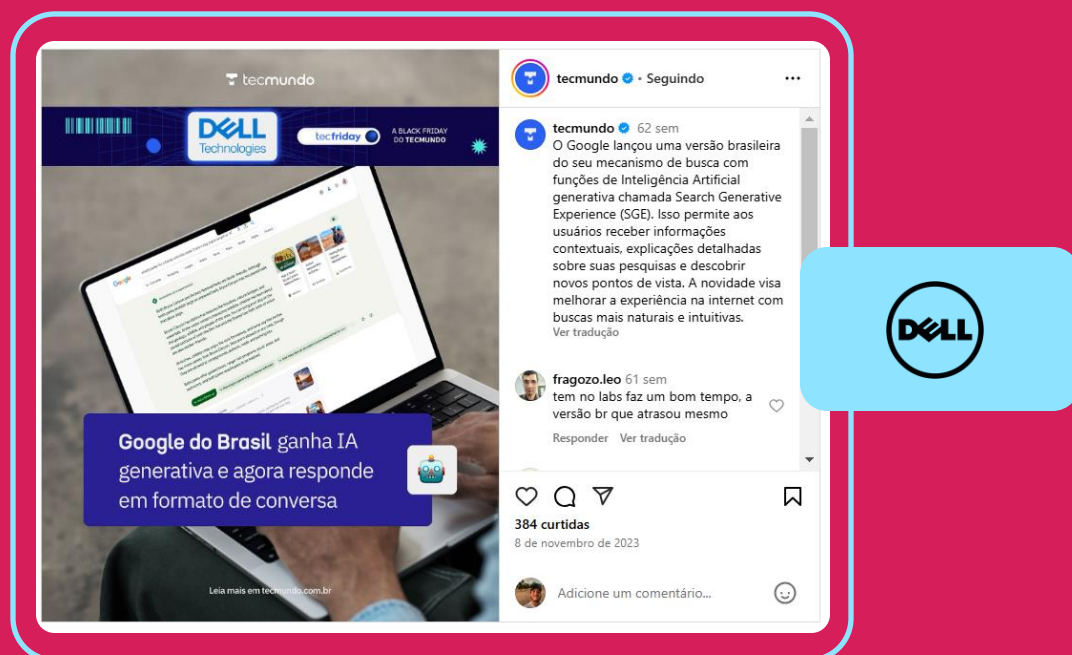 tecmundo
DELL
Technologies
tecfriday
A BLACK FRIDAY
DO TECMUNDO
Google
Google do Brasil ganha IA
generativa e agora responde
em formato de conversa
Leia mais em tecmundo.com.br
tecmundo • Seguindo
tecmundo 62 sem
O Google lançou uma versão brasileira
do seu mecanismo de busca com
funções de Inteligência Artificial
generativa chamada Search Generative
Experience (SGE). Isso permite aos
usuários receber informações
contextuais, explicações detalhadas
sobre suas pesquisas e descobrir
novos pontos de vista. A novidade visa
melhorar a experiência na internet com
buscas mais naturais e intuitivas.
Ver tradução
fragozo.leo 61 sem
tem no labs faz um bom tempo, a
versão br que atrasou mesmo
Responder Ver tradução
384 curtidas
8 de novembro de 2023
Adicione um comentário...
DELL